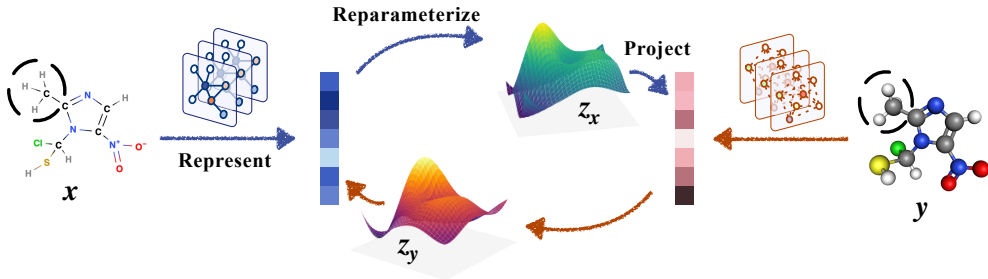 Reparameterize
Project
Represent
x
z_x
z_y
y
H
H
H
H
N
H
N
Cl
H
S
H
N⁺
O⁻
O